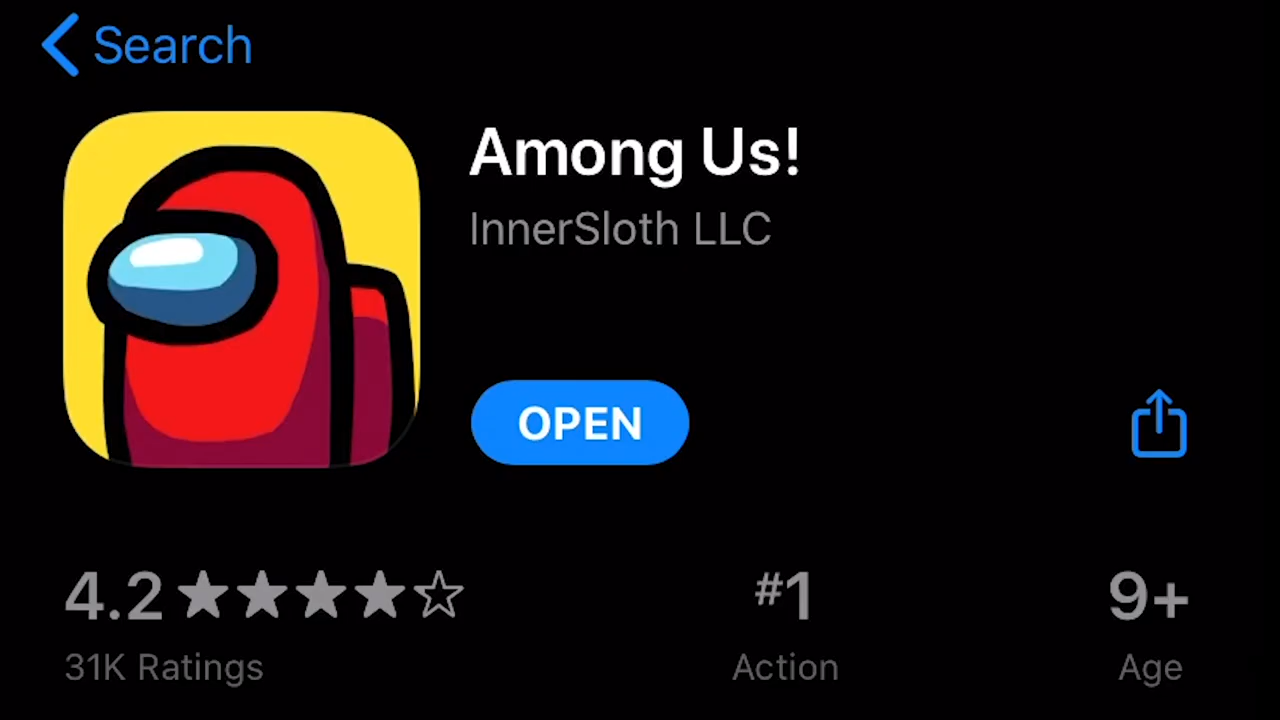 Search
Among Us!
InnerSloth LLC
OPEN
4.2
#1
9+
31K Ratings
Action
Age